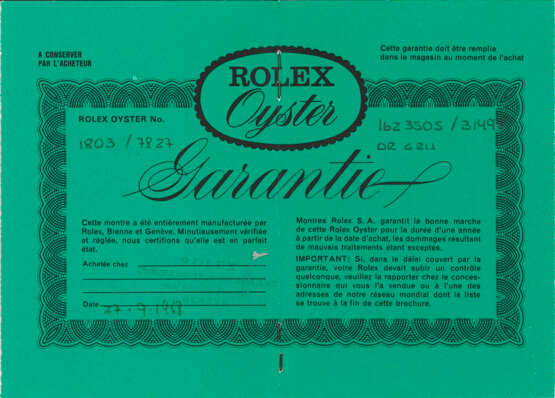 A CONSERVER
PAR L'ACHETEUR
Cette garantie doit être remplie
dans le magasin au moment de l'achat
ROLEX
Oyster
ROLEX OYSTER No.
1803 / 7827
1623505 / 31499
OR GRIS
Garantie
Cette montre a été entièrement manufacturée par
Rolex, Bienne et Genève. Minutieusement vérifiée
et réglée, nous certifions qu'elle est en parfait
état.
Achetée chez
Date 27-9-1968
Montres Rolex S. A. garantit la bonne marche
de cette Rolex Oyster pour la durée d'une année
à partir de la date d'achat, les dommages résultant
de mauvais traitements étant exceptés.
IMPORTANT: Si, dans le délai couvert par la
garantie, votre Rolex devait subir un contrôle
quelconque, veuillez la rapporter chez le conces-
sionnaire qui vous l'a vendue ou à l'une des
adresses de notre réseau mondial dont la liste
se trouve à la fin de cette brochure.